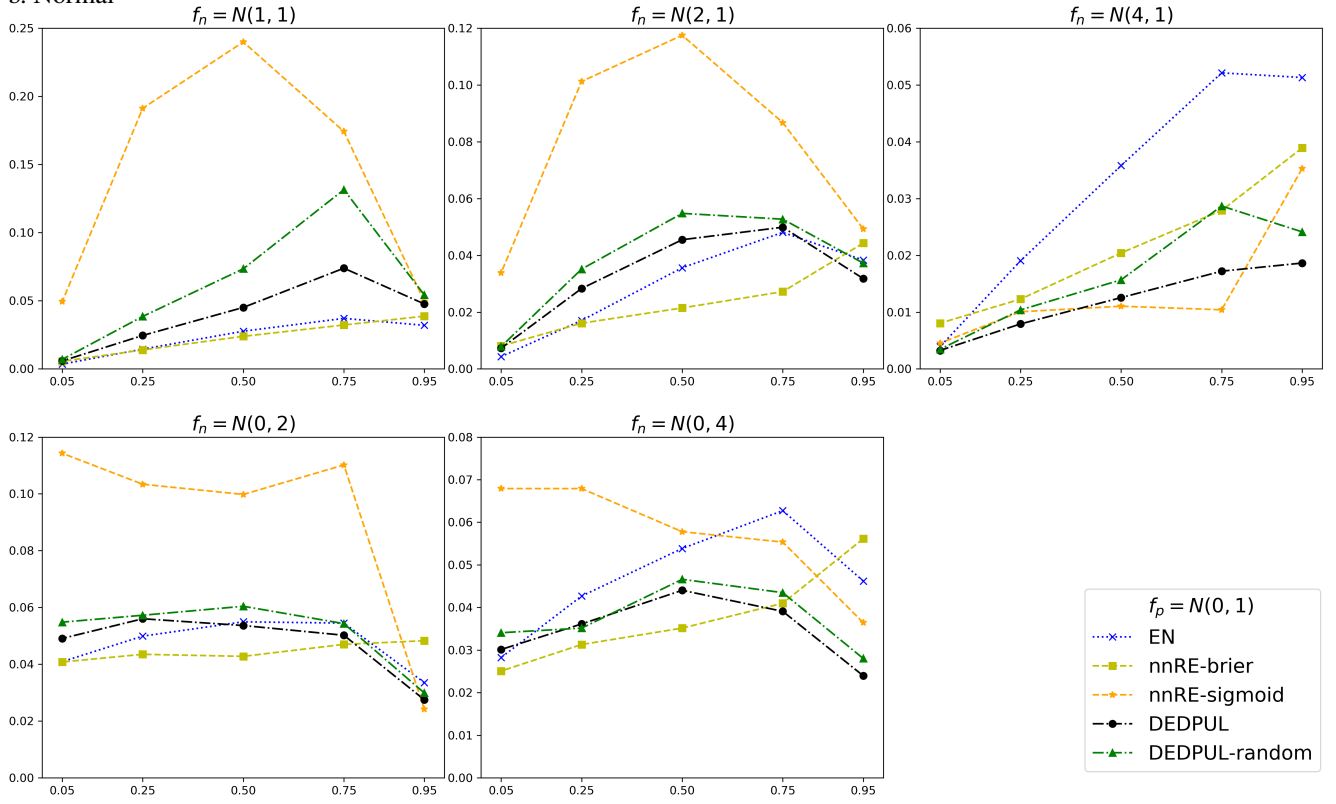 b. Normal
f_n = N(1, 1)
0.25
0.20
0.15
0.10
0.05
0.00
0.05 0.25 0.50 0.75 0.95
f_n = N(2, 1)
0.12
0.10
0.08
0.06
0.04
0.02
0.00
0.05 0.25 0.50 0.75 0.95
f_n = N(4, 1)
0.06
0.05
0.04
0.03
0.02
0.01
0.00
0.05 0.25 0.50 0.75 0.95
f_n = N(0, 2)
0.12
0.10
0.08
0.06
0.04
0.02
0.00
0.05 0.25 0.50 0.75 0.95
f_n = N(0, 4)
0.08
0.07
0.06
0.05
0.04
0.03
0.02
0.01
0.00
0.05 0.25 0.50 0.75 0.95
f_p = N(0, 1)
EN
nnRE-brier
nnRE-sigmoid
DEDPUL
DEDPUL-random